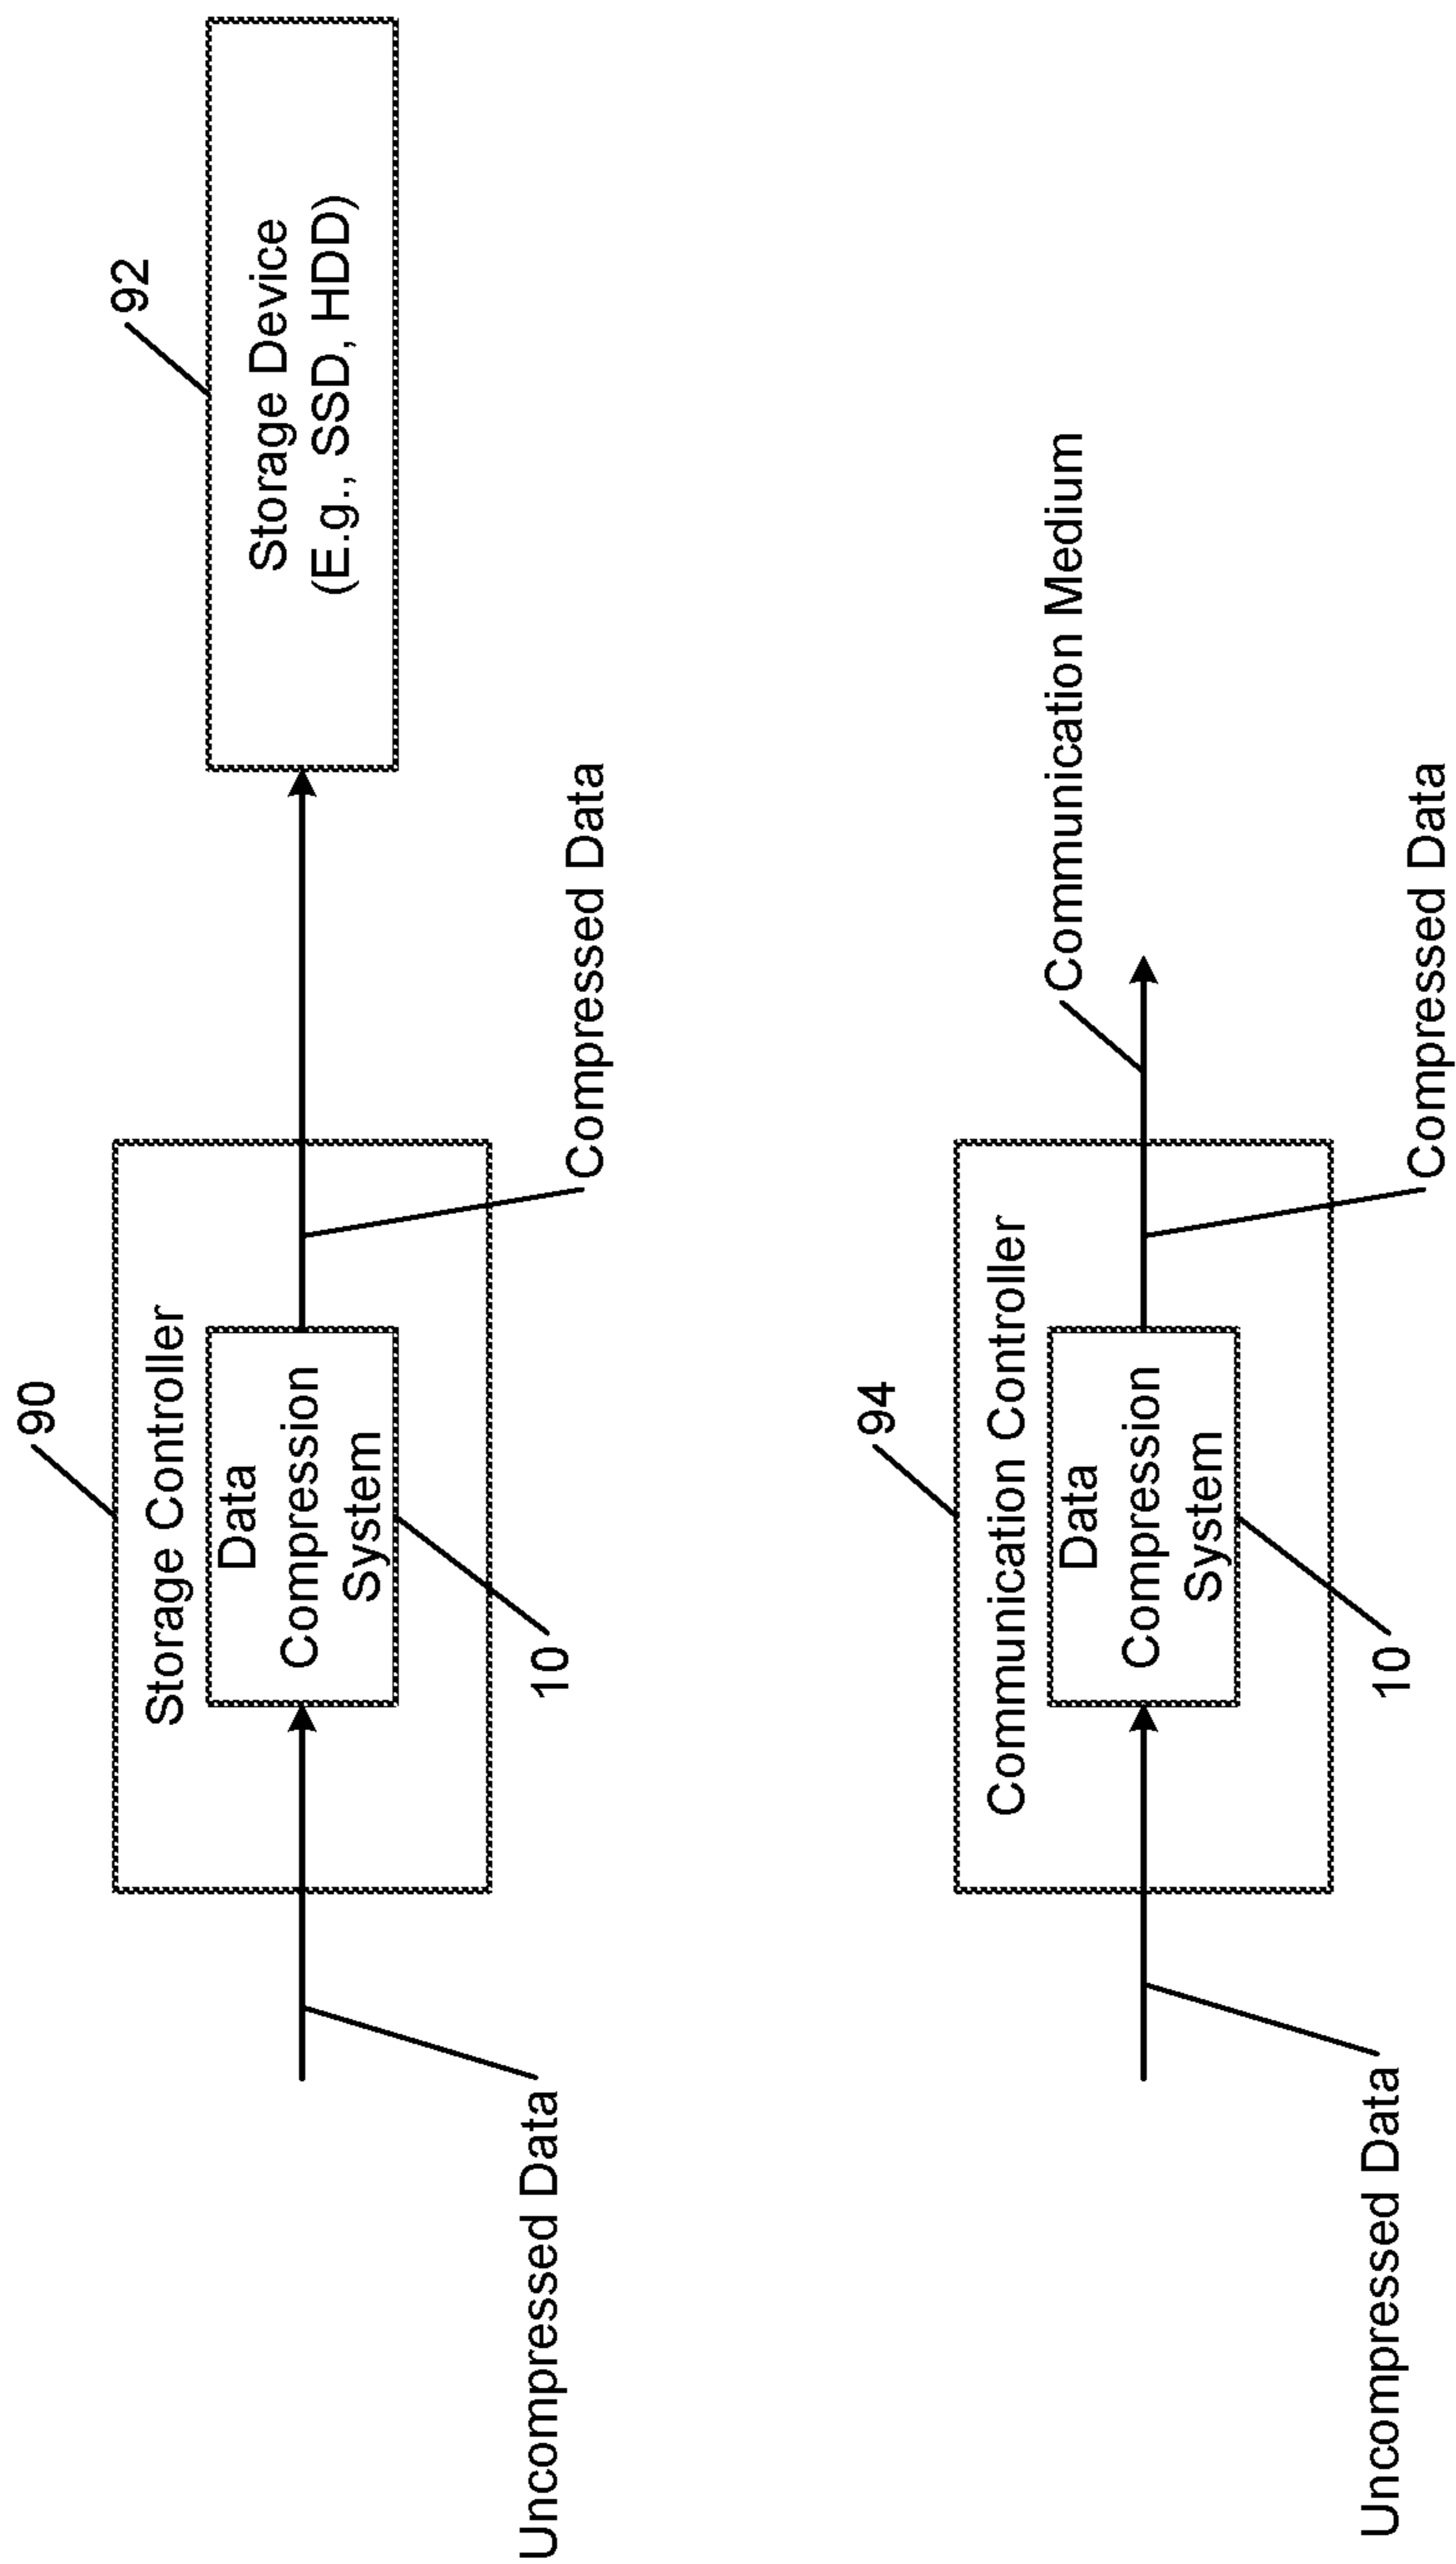 90
92
Storage Controller
Data
Compression
System
Storage Device
(E.g., SSD, HDD)
10
Uncompressed Data
Compressed Data
94
Communication Controller
Communication Medium
Data
Compression
System
10
Uncompressed Data
Compressed Data